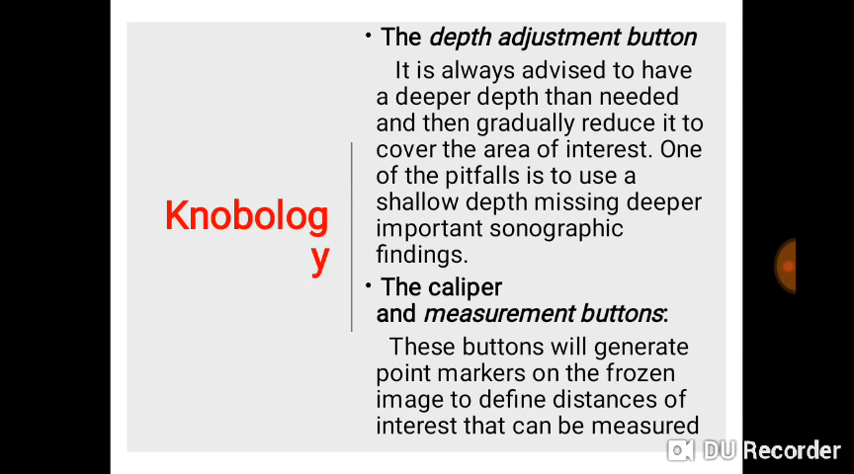 Knobolog
y
• The depth adjustment button
It is always advised to have
a deeper depth than needed
and then gradually reduce it to
cover the area of interest. One
of the pitfalls is to use a
shallow depth missing deeper
important sonographic
findings.
• The caliper
and measurement buttons:
These buttons will generate
point markers on the frozen
image to define distances of
interest that can be measured
DU Recorder